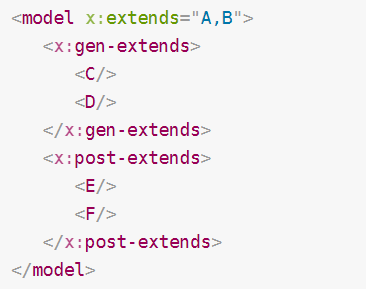 <model x:extends="A,B">
   <x:gen-extends>
      <C/>
      <D/>
   </x:gen-extends>
   <x:post-extends>
      <E/>
      <F/>
   </x:post-extends>
</model>